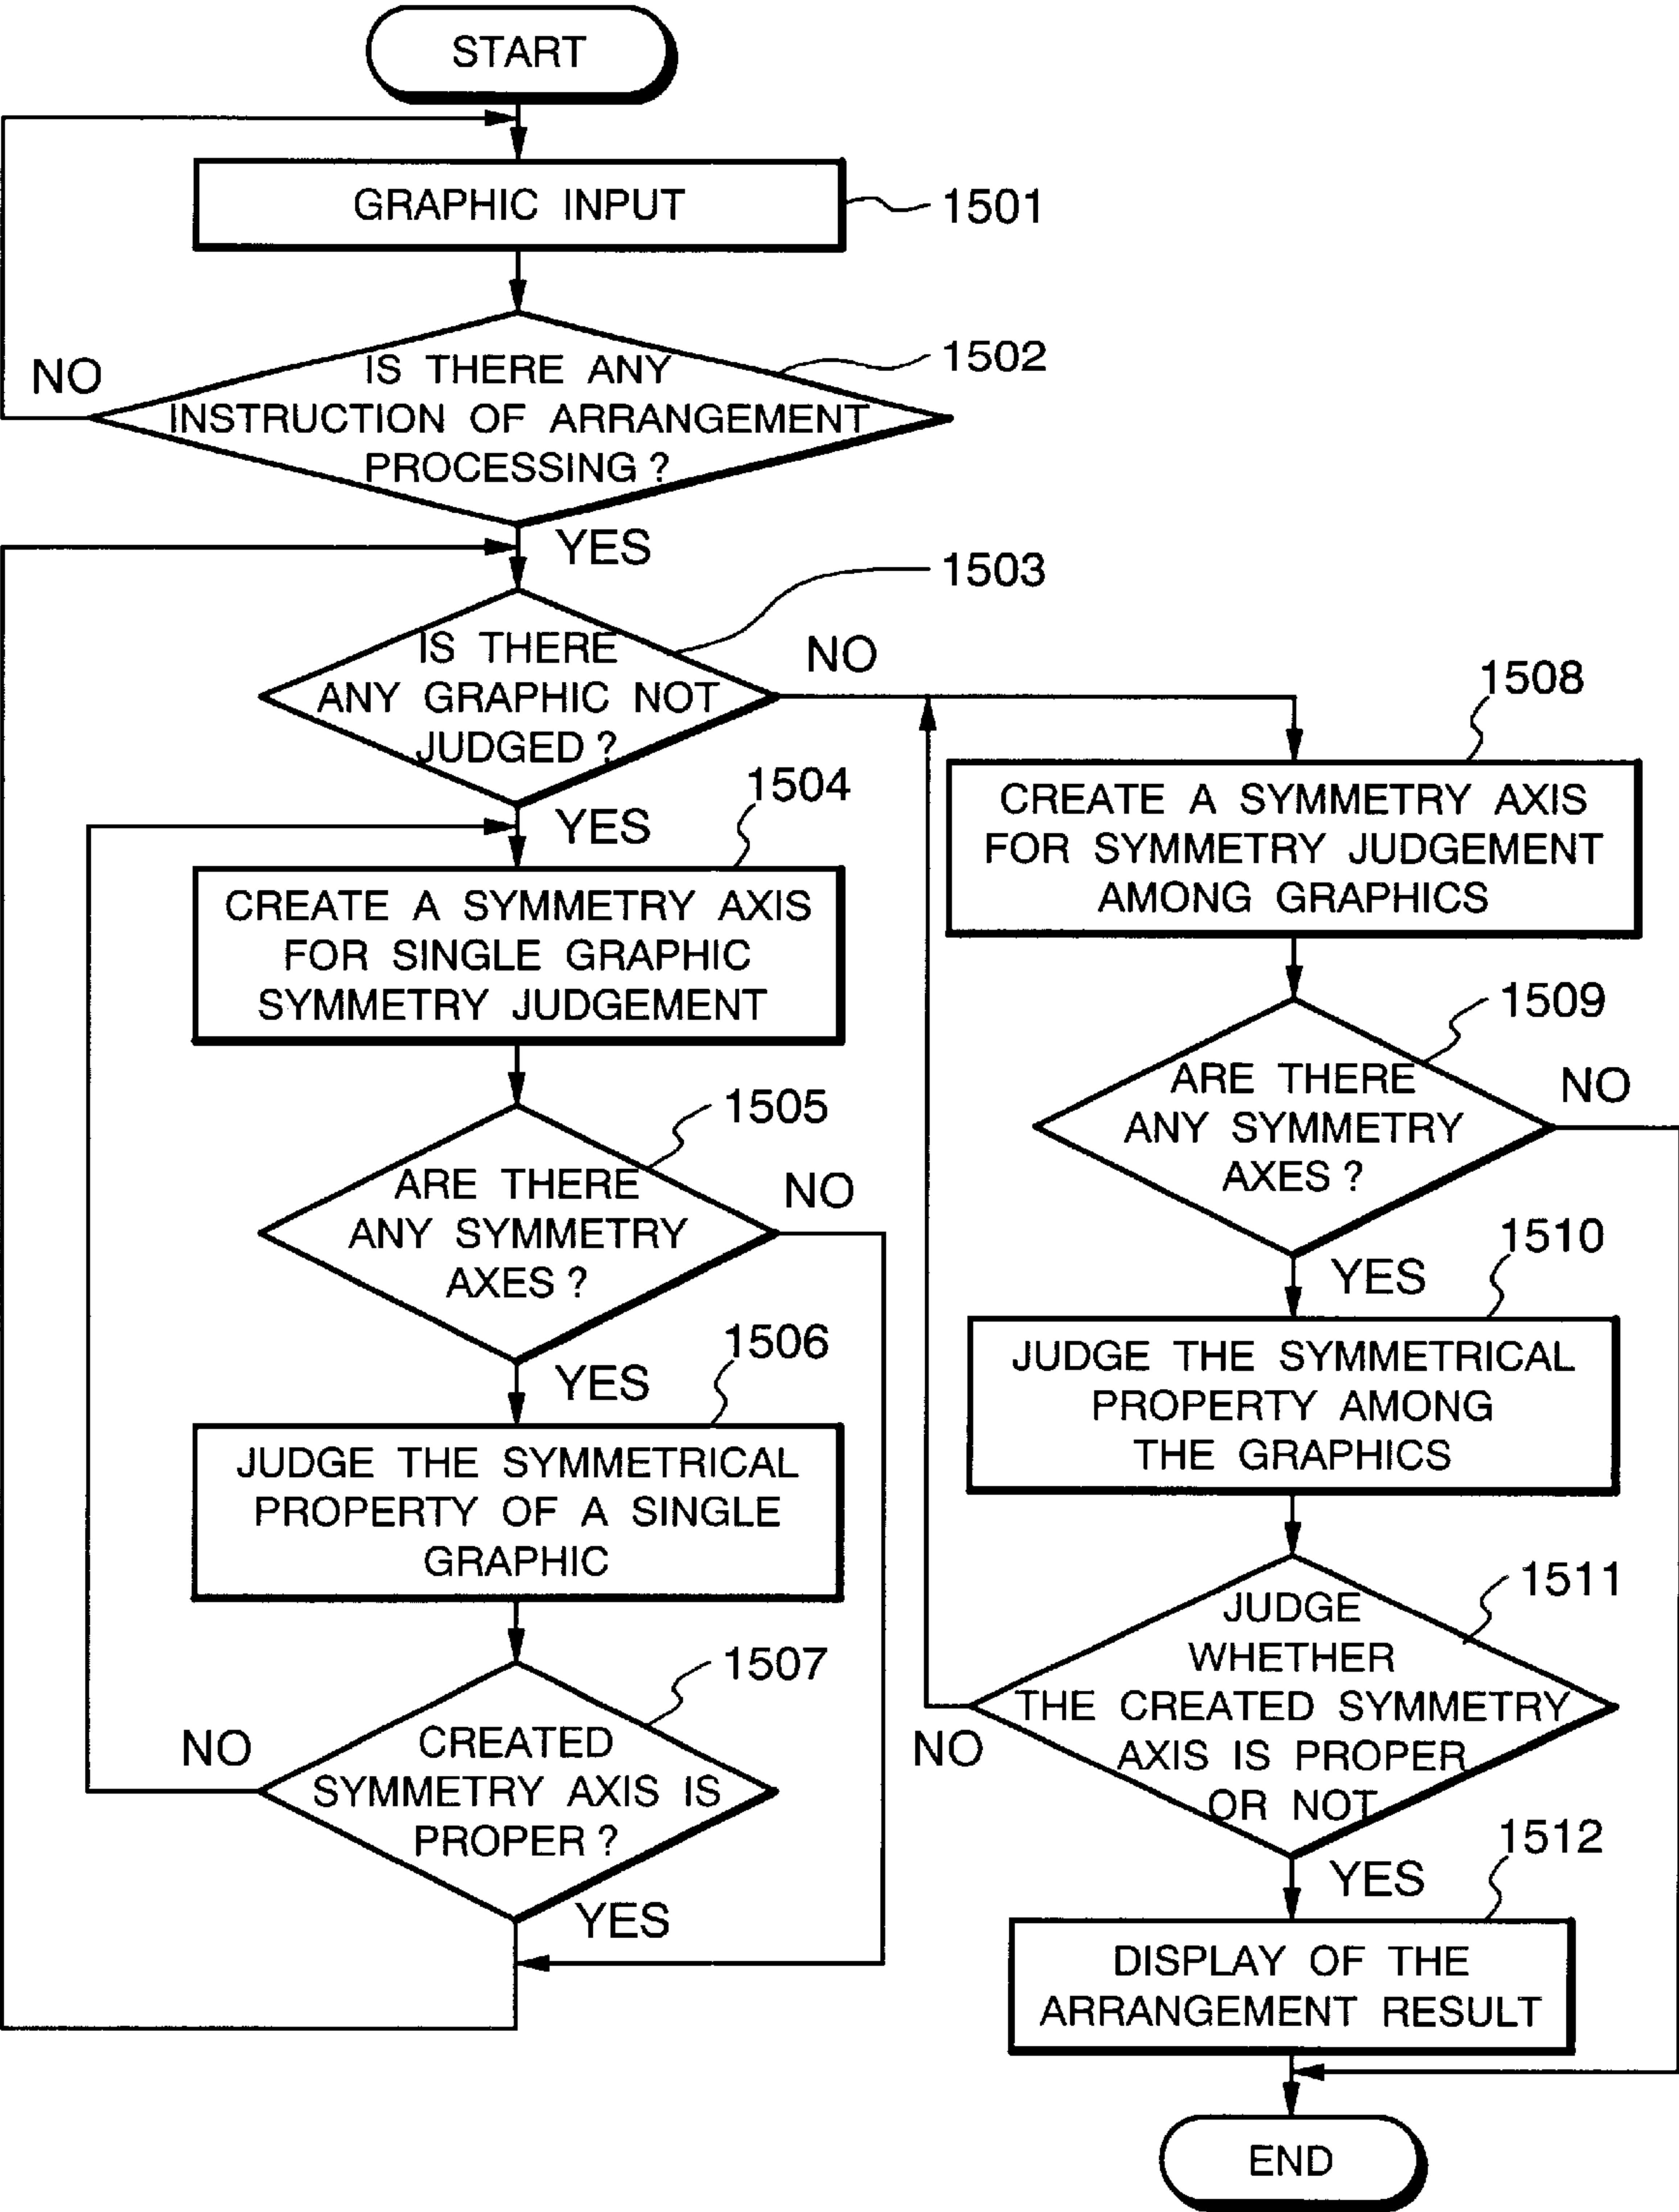 START
GRAPHIC INPUT
1501
IS THERE ANY
INSTRUCTION OF ARRANGEMENT
PROCESSING ?
1502
NO
YES
IS THERE
ANY GRAPHIC NOT
JUDGED ?
1503
NO
YES
1504
CREATE A SYMMETRY AXIS
FOR SINGLE GRAPHIC
SYMMETRY JUDGEMENT
1505
ARE THERE
ANY SYMMETRY
AXES ?
NO
YES
1506
JUDGE THE SYMMETRICAL
PROPERTY OF A SINGLE
GRAPHIC
1507
CREATED
SYMMETRY AXIS IS
PROPER ?
NO
YES
1508
CREATE A SYMMETRY AXIS
FOR SYMMETRY JUDGEMENT
AMONG GRAPHICS
1509
ARE THERE
ANY SYMMETRY
AXES ?
NO
YES
1510
JUDGE THE SYMMETRICAL
PROPERTY AMONG
THE GRAPHICS
1511
JUDGE
WHETHER
THE CREATED SYMMETRY
AXIS IS PROPER
OR NOT
NO
YES
1512
DISPLAY OF THE
ARRANGEMENT RESULT
END